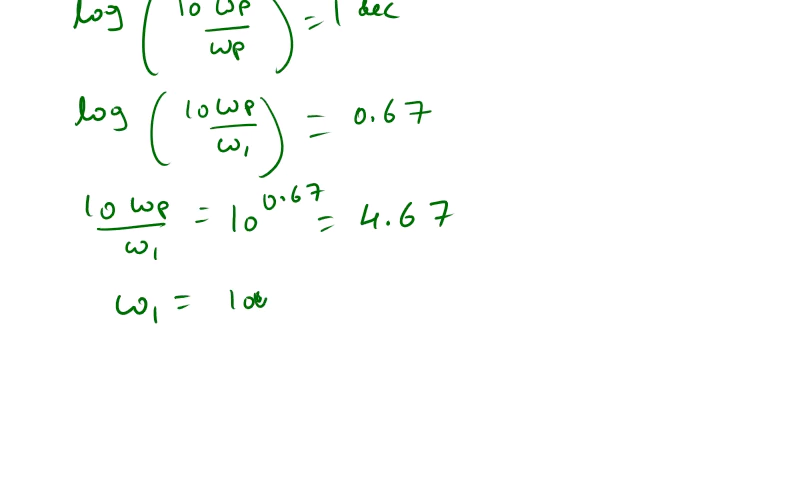 log (10 ωp / ωp) = 1 dec
log (10 ωp / ω₁) = 0.67
10 ωp / ω₁ = 10^0.67 = 4.67
ω₁ = 10